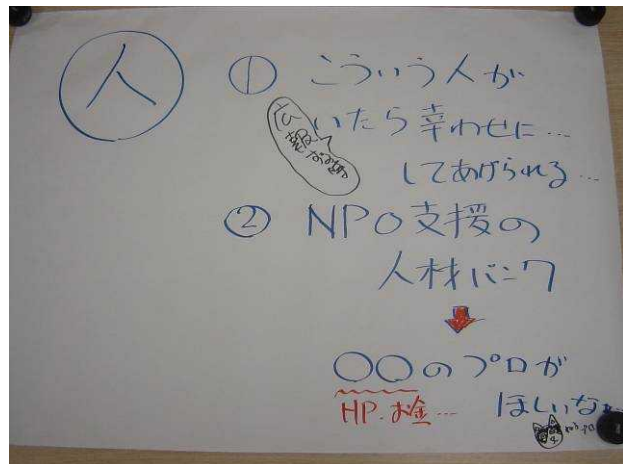 人
① こういう人が
いたら幸わせに…
してあげられる…
② NPO支援の
人材バンク
○○のプロが
HP.お金… ほしいなぁ…